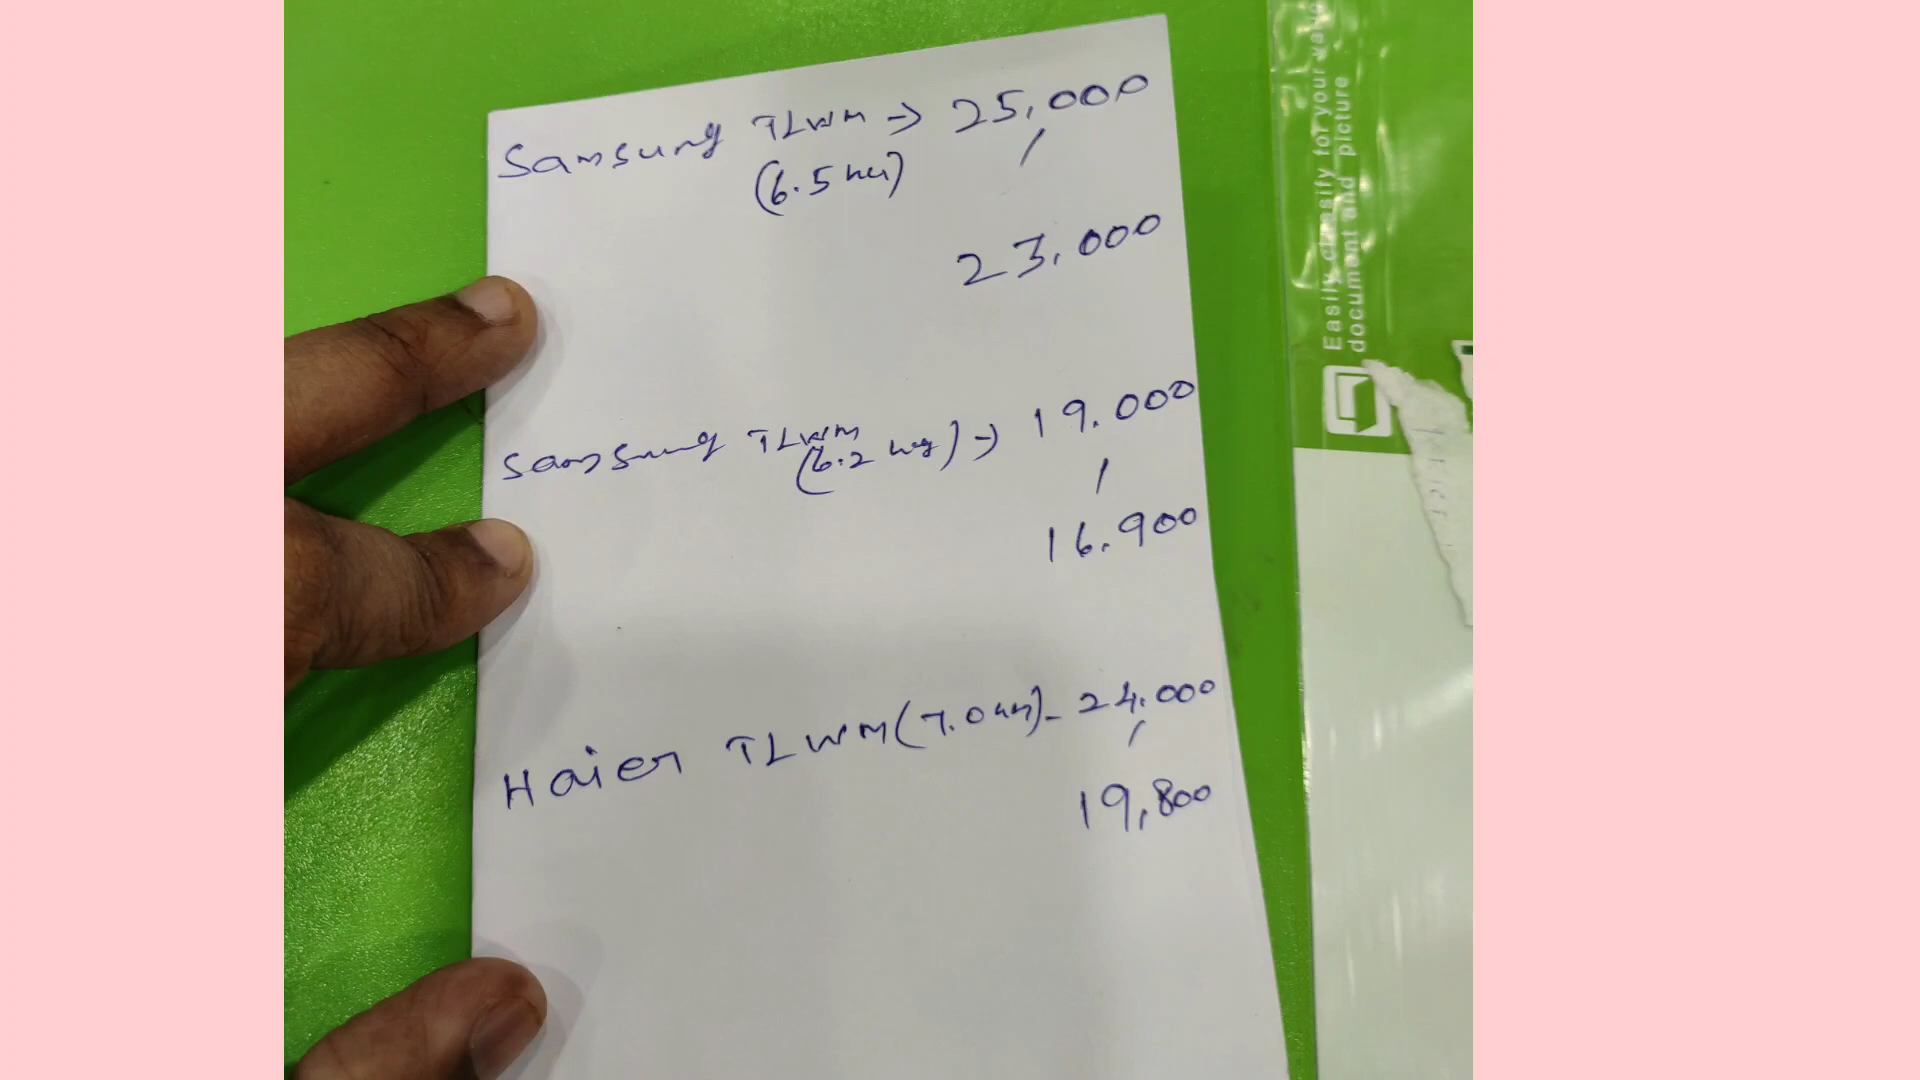 Samsung TLWM → 25,000
/
(6.5 kg)
23,000
Samsung TLWM
(6.2 kg) → 19.000
/
16.900
Haier TLWM (7.0 kg) - 24.000
/
19,800
Easily classify for your
document and picture